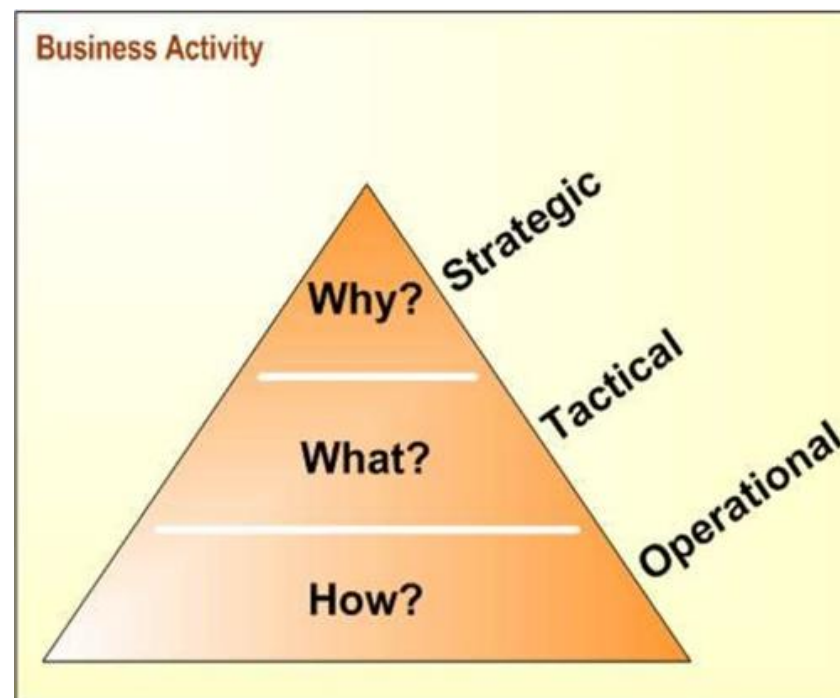 Business Activity
Why?
Strategic
What?
Tactical
How?
Operational